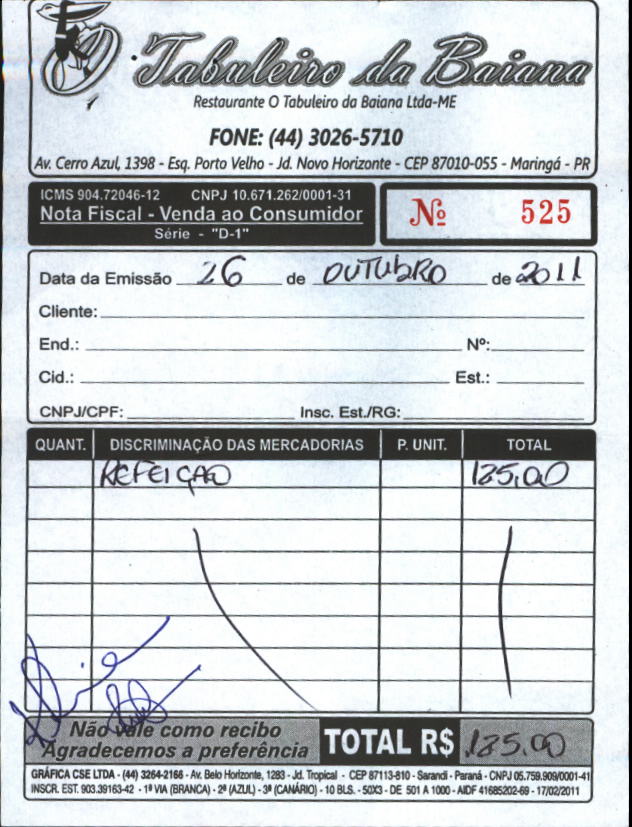 O Tabuleiro da Baiana
Restaurante O Tabuleiro da Baiana Ltda-ME
FONE: (44) 3026-5710
Av. Cerro Azul, 1398 - Esq. Porto Velho - Jd. Novo Horizonte - CEP 87010-055 - Maringá - PR
ICMS 904.72046-12 CNPJ 10.671.262/0001-31
Nota Fiscal - Venda ao Consumidor
Série - "D-1"
Nº 525
Data da Emissão 26 de OUTUbRO de 2011
Cliente:
End.: Nº:
Cid.: Est.:
CNPJ/CPF: Insc. Est./RG:
QUANT. DISCRIMINAÇÃO DAS MERCADORIAS P. UNIT. TOTAL
REFEIÇAO 185,00
Não vale como recibo
Agradecemos a preferência
TOTAL R$ 185.00
GRÁFICA CSE LTDA - (44) 3264-2166 - Av. Belo Horizonte, 1283 - Jd. Tropical - CEP 87113-810 - Sarandi - Paraná - CNPJ 05.759.909/0001-41
INSCR. EST. 903.39163-42 - 1ª VIA (BRANCA) - 2ª (AZUL) - 3ª (CANÁRIO) - 10 BLS. - 50X3 - DE 501 A 1000 - AIDF 41685202-69 - 17/02/2011